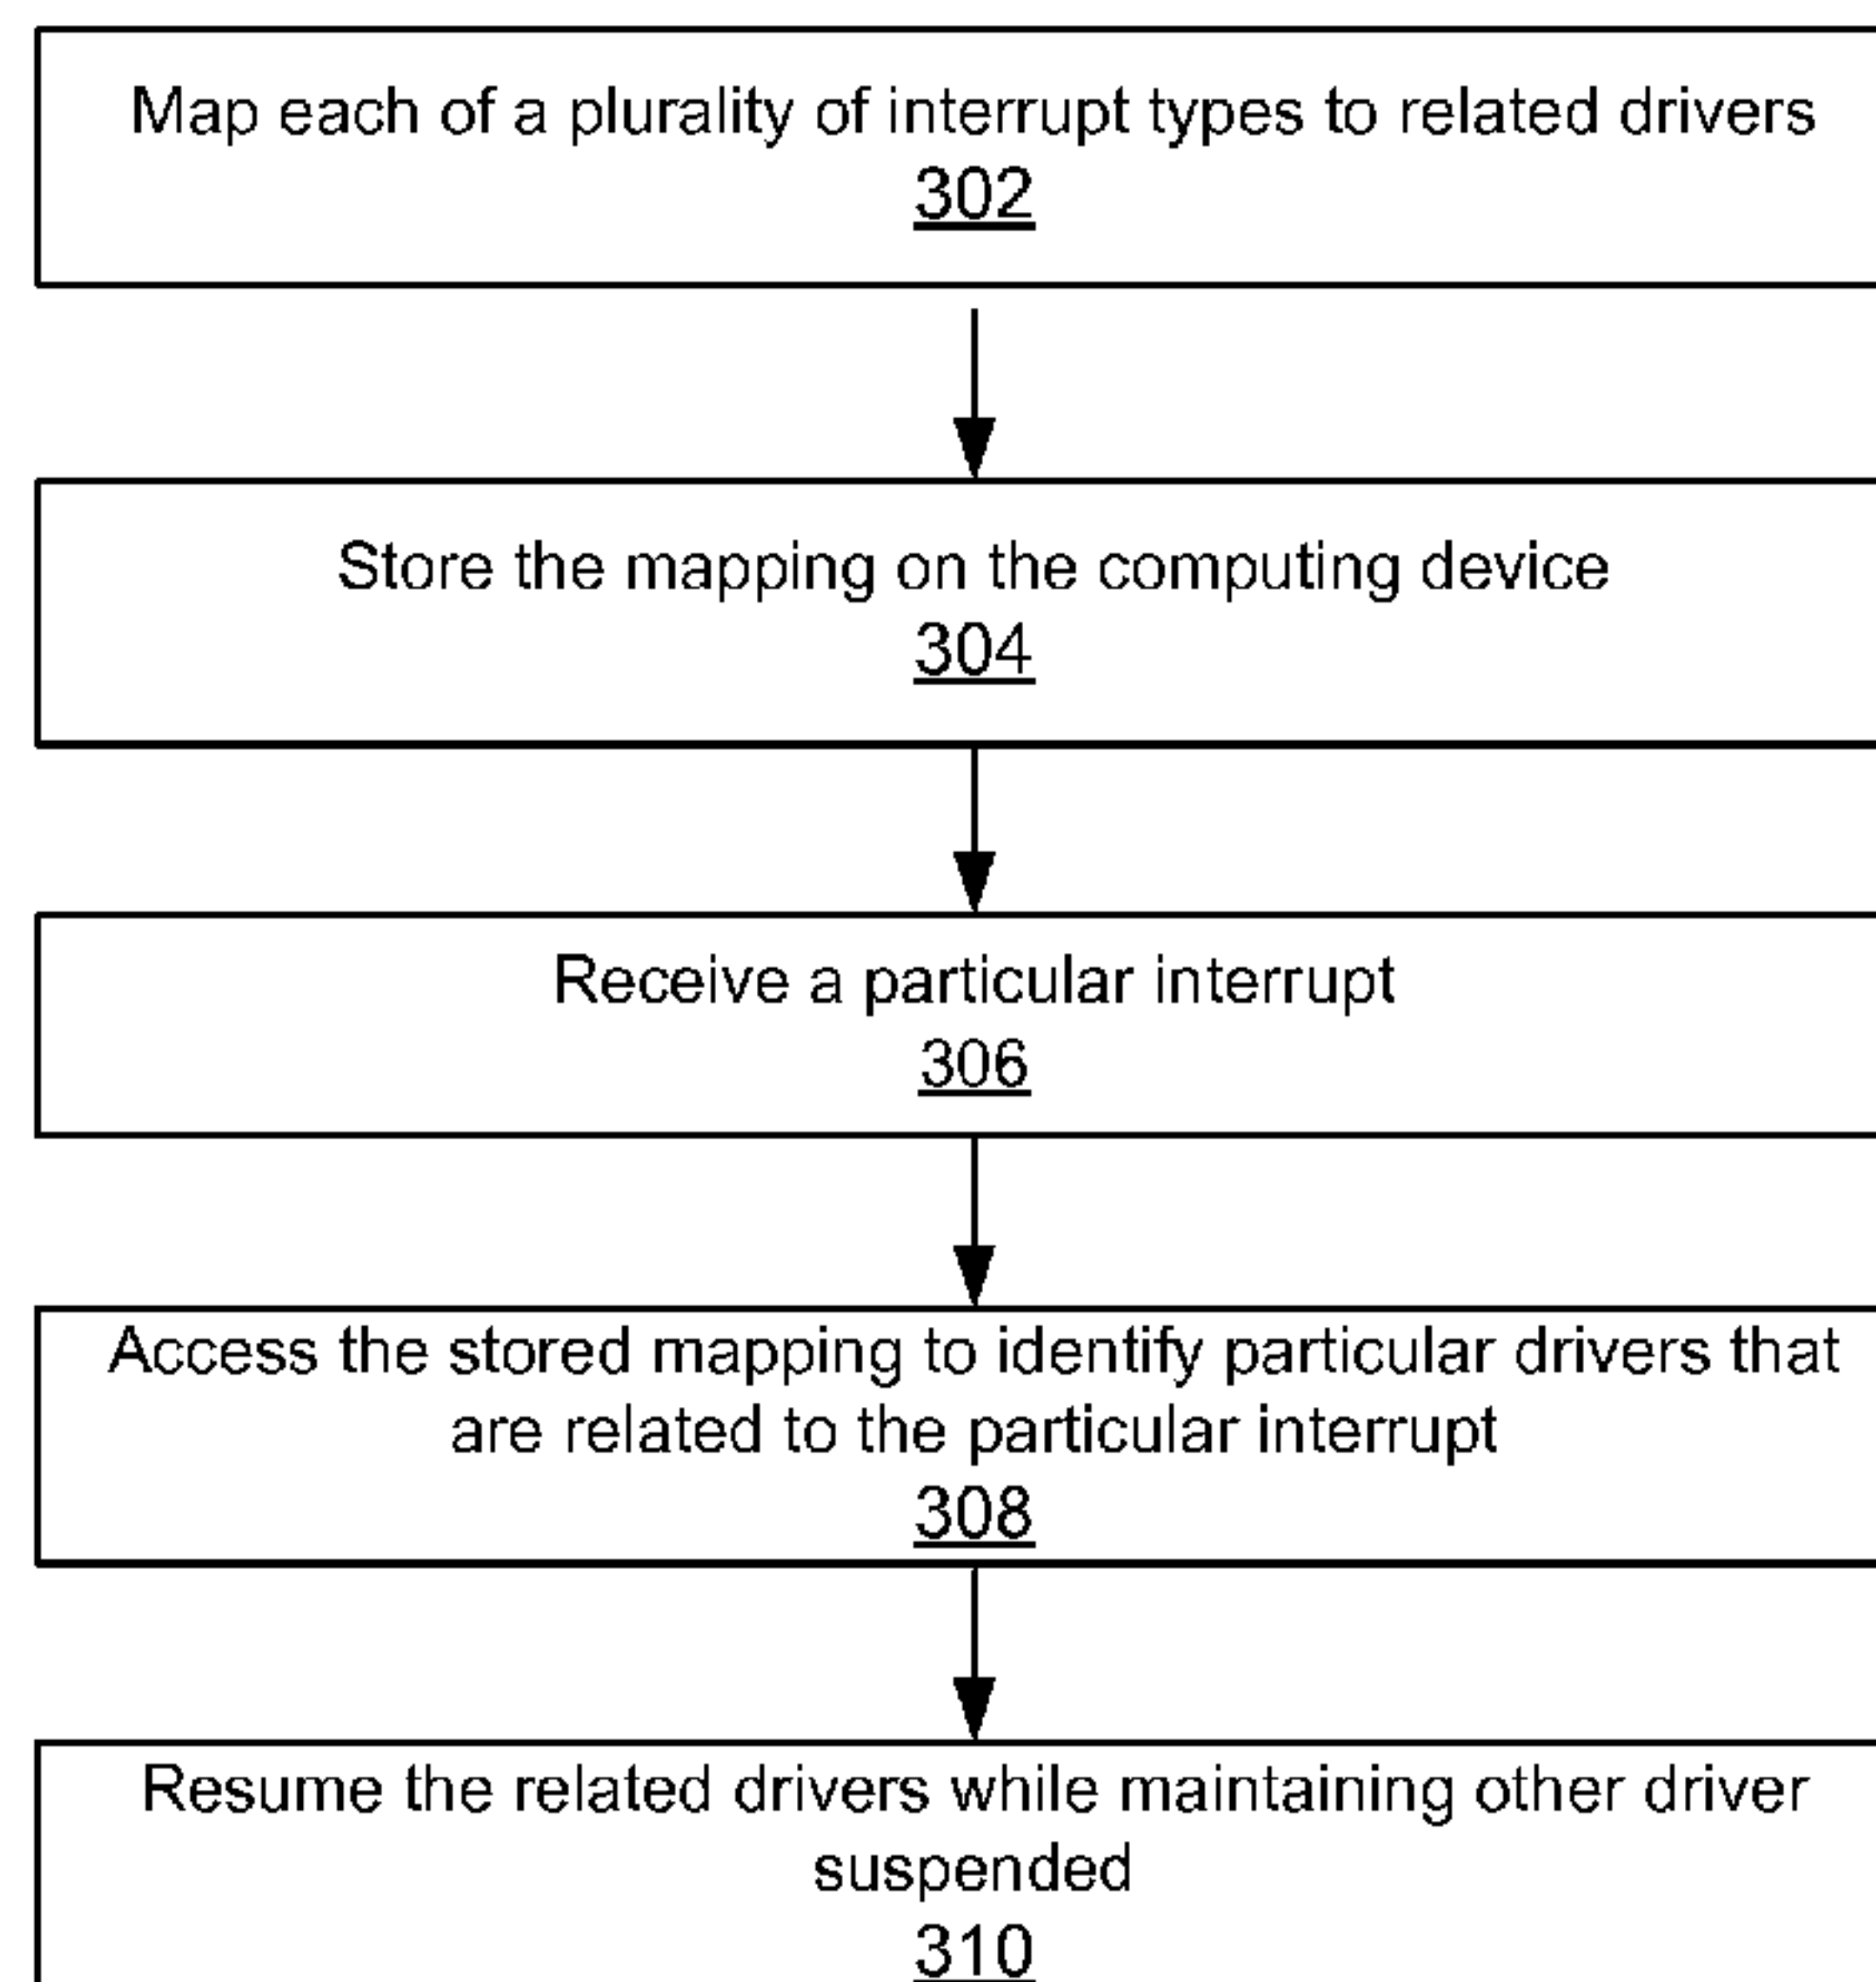 Map each of a plurality of interrupt types to related drivers
302
Store the mapping on the computing device
304
Receive a particular interrupt
306
Access the stored mapping to identify particular drivers that
are related to the particular interrupt
308
Resume the related drivers while maintaining other driver
suspended
310